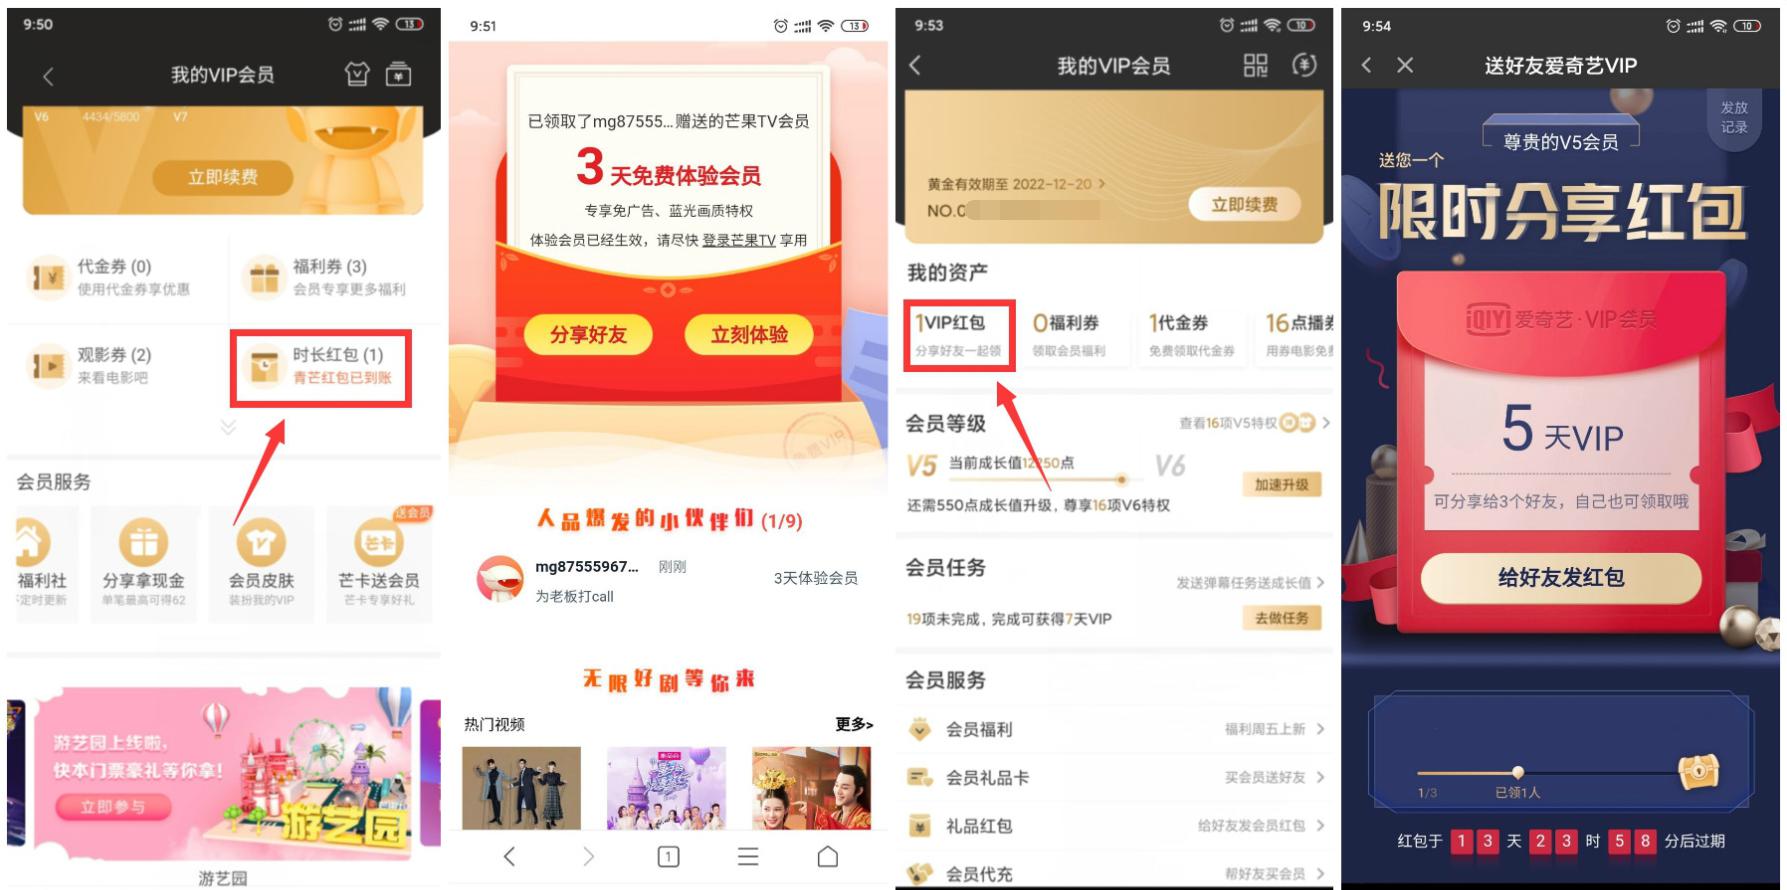 9:50
13
我的VIP会员
V6
4434/5800
V7
立即续费
代金券 (0)
使用代金券享优惠
福利券 (3)
会员专享更多福利
观影券 (2)
来看电影吧
时长红包 (1)
青芒红包已到账
会员服务
送会员
福利社
不定时更新
分享拿现金
单笔最高可得62
会员皮肤
装扮我的VIP
芒卡
芒卡送会员
芒卡专享好礼
游艺园上线啦，
快本门票豪礼等你拿！
立即参与
游艺园
游艺园
9:51
13
已领取了mg87555...赠送的芒果TV会员
3 天免费体验会员
专享免广告、蓝光画质特权
体验会员已经生效，请尽快 登录芒果TV 享用
分享好友
立刻体验
免费VIP
人品爆发的小伙伴们 (1/9)
mg87555967...
刚刚
为老板打call
3天体验会员
无限好剧等你来
热门视频
更多>
1
9:53
10
我的VIP会员
黄金有效期至 2022-12-20 >
NO.0
立即续费
我的资产
1VIP红包
分享好友一起领
0福利券
领取会员福利
1代金券
免费领取代金券
16点播券
用券电影免费
会员等级
查看16项V5特权
V5
当前成长值12250点
V6
还需550点成长值升级，尊享16项V6特权
加速升级
会员任务
发送弹幕任务送成长值 >
19项未完成，完成可获得7天VIP
去做任务
会员服务
会员福利
福利周五上新 >
会员礼品卡
买会员送好友 >
礼品红包
给好友发会员红包 >
会员代充
帮好友买会员 >
9:54
10
送好友爱奇艺VIP
发放
记录
尊贵的V5会员
送您一个
限时分享红包
iQIYI 爱奇艺·VIP会员
5 天VIP
可分享给3个好友，自己也可领取哦
给好友发红包
1/3
已领1人
红包于 13 天 23 时 58 分后过期